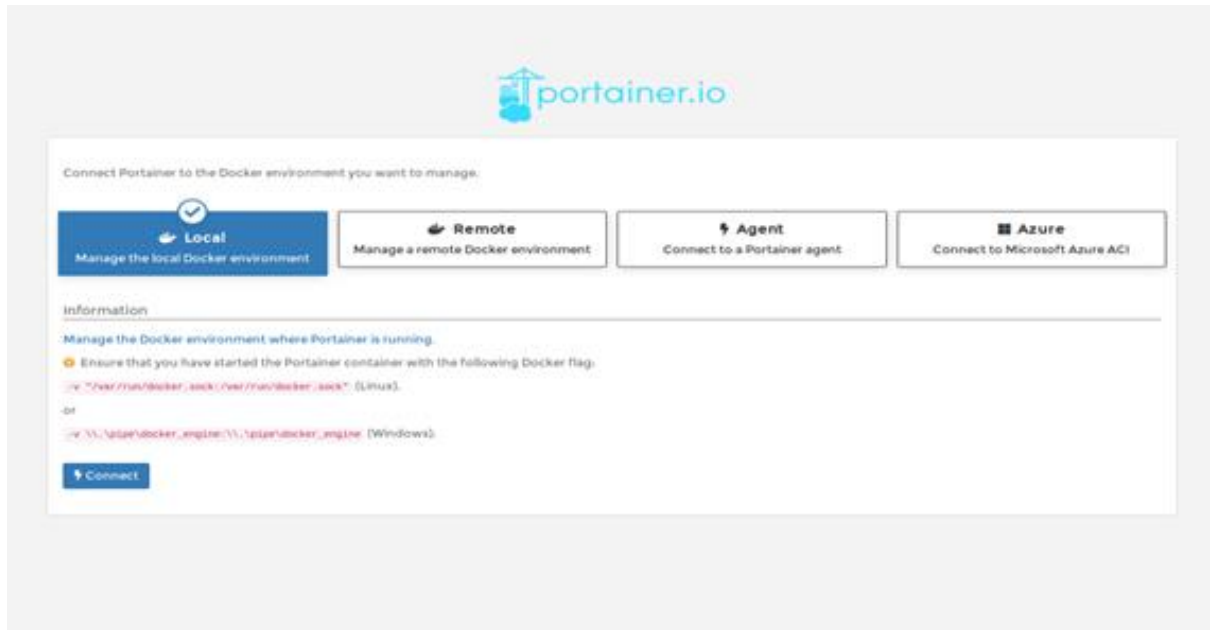 portainer.io
Connect Portainer to the Docker environment you want to manage.
Local
Manage the local Docker environment
Remote
Manage a remote Docker environment
Agent
Connect to a Portainer agent
Azure
Connect to Microsoft Azure ACI
Information
Manage the Docker environment where Portainer is running.
Ensure that you have started the Portainer container with the following Docker flag:
-v "/var/run/docker.sock:/var/run/docker.sock" (Linux).
or
-v \\.\pipe\docker_engine:\\.\pipe\docker_engine (Windows).
Connect